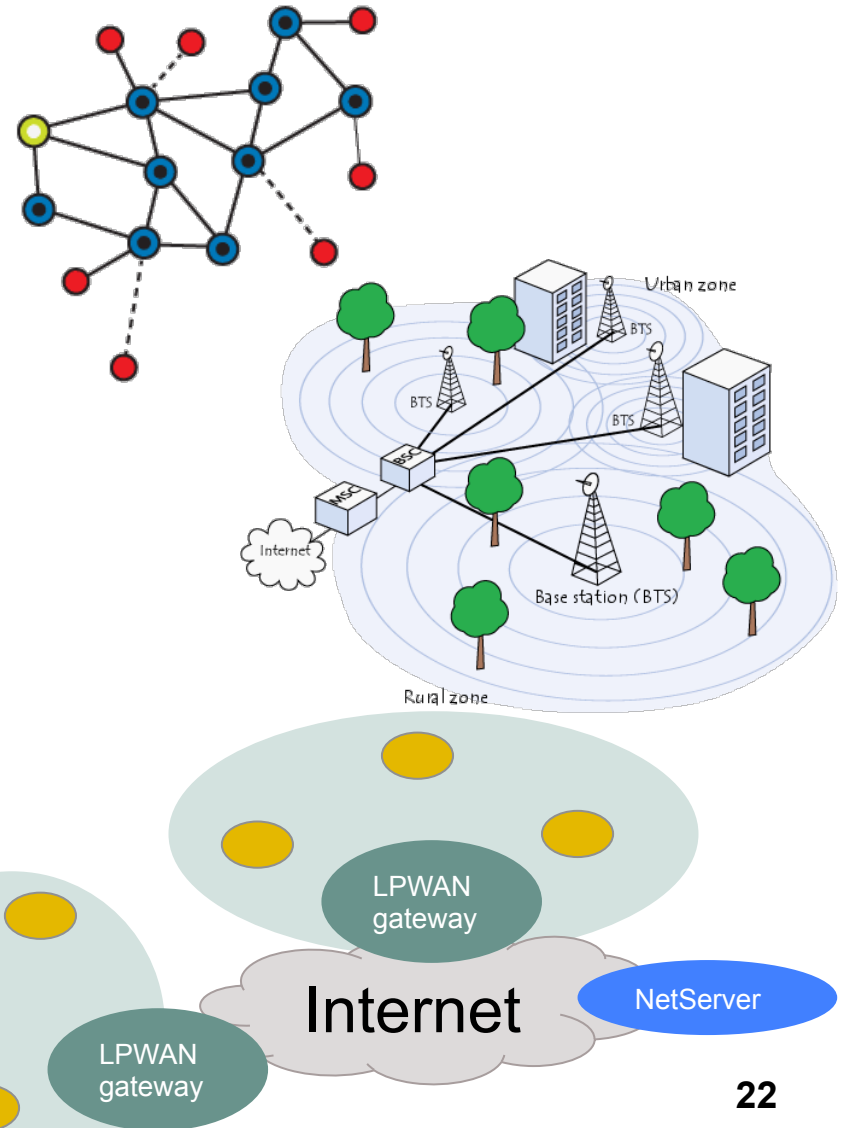 Urban zone
BTS
BTS
BTS
BSC
MSC
Internet
Base station (BTS)
Rural zone
LPWAN
gateway
Internet
NetServer
LPWAN
gateway
22